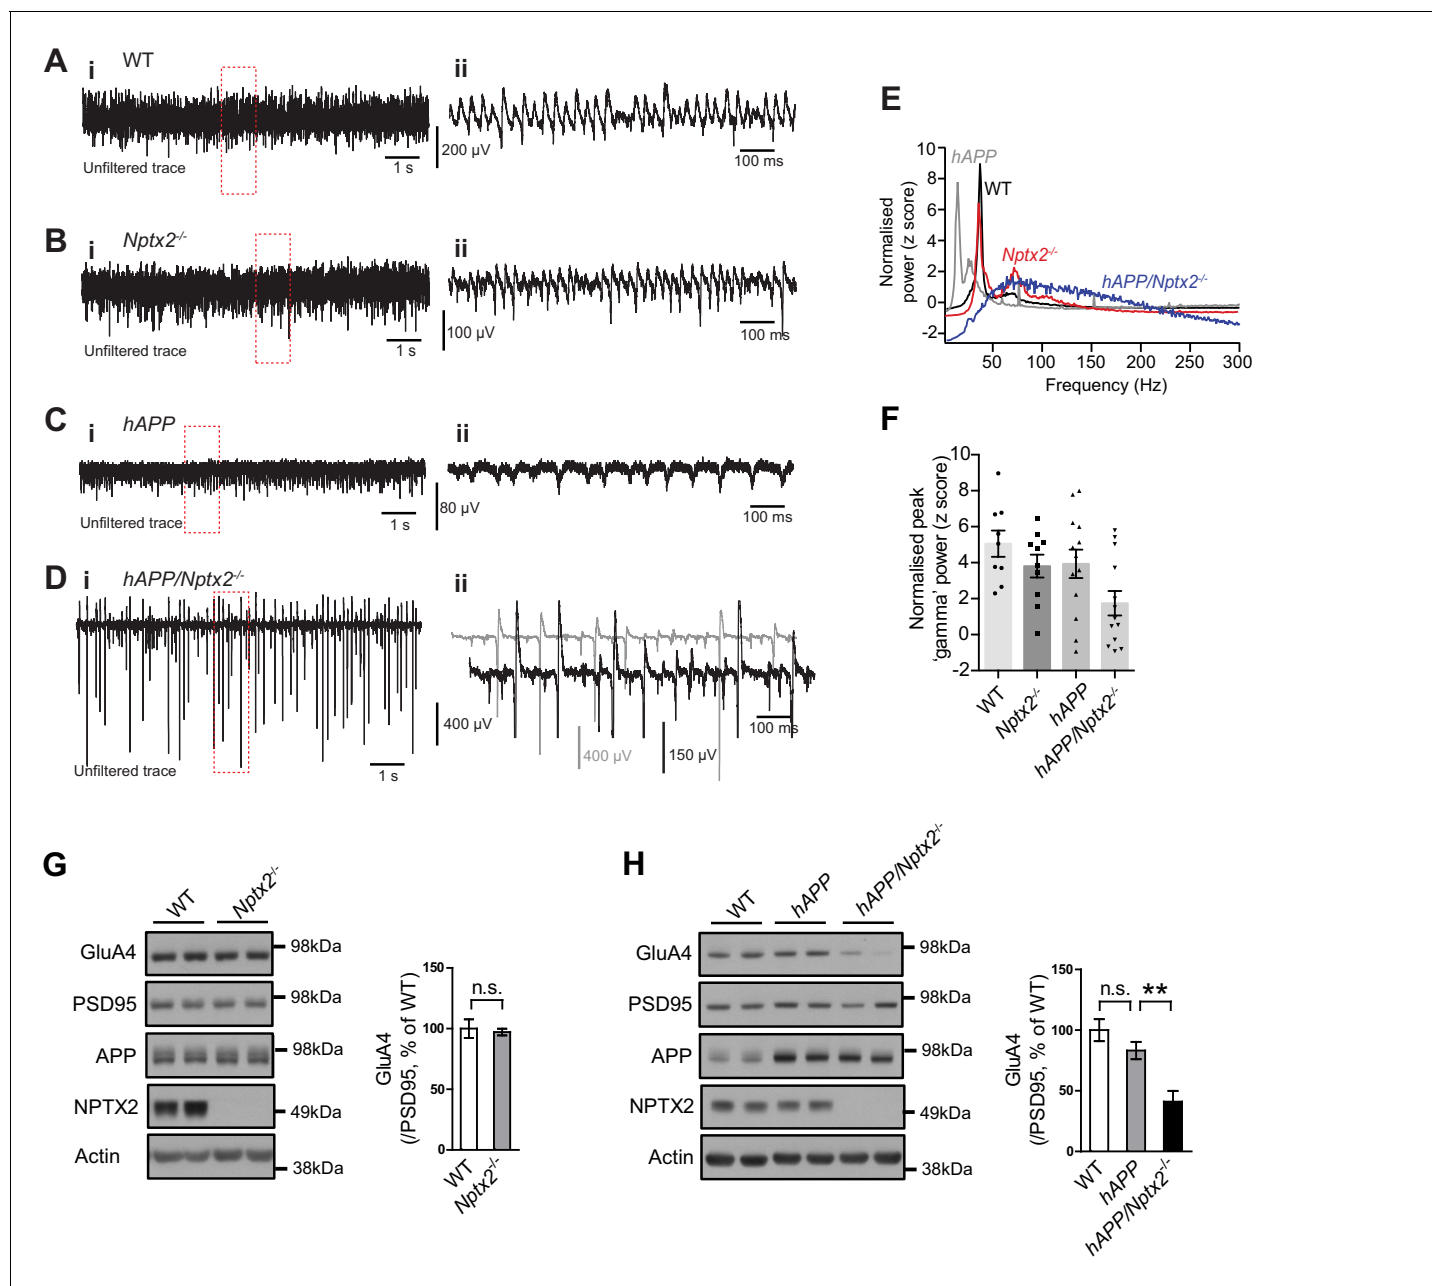 A
i
WT
ii
Unfiltered trace
1 s
200 µV
100 ms
B
i
Nptx2-/-
ii
Unfiltered trace
1 s
100 µV
100 ms
C
i
hAPP
ii
Unfiltered trace
1 s
80 µV
100 ms
D
i
hAPP/Nptx2-/-
ii
Unfiltered trace
1 s
400 µV
400 µV
150 µV
100 ms
E
Normalised
power (z score)
10
8
6
4
2
0
-2
hAPP
WT
Nptx2-/-
hAPP/Nptx2-/-
50 100 150 200 250 300
Frequency (Hz)
F
Normalised peak
'gamma' power (z score)
10
8
6
4
2
0
-2
WT
Nptx2-/-
hAPP
hAPP/Nptx2-/-
G
WT
Nptx2-/-
GluA4
98kDa
PSD95
98kDa
APP
98kDa
NPTX2
49kDa
Actin
38kDa
GluA4
(/PSD95, % of WT)
150
100
50
0
n.s.
WT
Nptx2-/-
H
WT
hAPP
hAPP/Nptx2-/-
GluA4
98kDa
PSD95
98kDa
APP
98kDa
NPTX2
49kDa
Actin
38kDa
GluA4
(/PSD95, % of WT)
150
100
50
0
n.s.
**
WT
hAPP
hAPP/Nptx2-/-